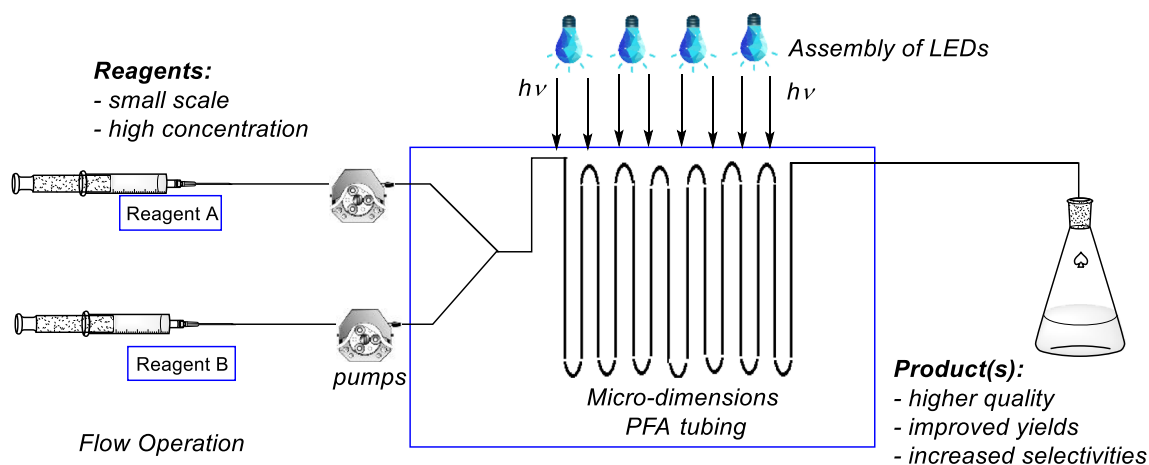 Assembly of LEDs
Reagents:
- small scale
- high concentration
hν
hν
Reagent A
Reagent B
pumps
Micro-dimensions
PFA tubing
Flow Operation
Product(s):
- higher quality
- improved yields
- increased selectivities